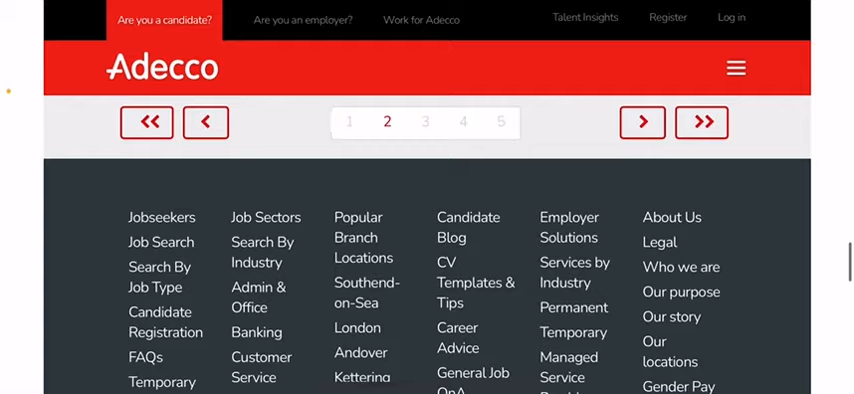 Are you a candidate? Are you an employer? Work for Adecco Talent Insights Register Log in
Adecco
1 2 3 4 5
Jobseekers
Job Search
Search By
Job Type
Candidate
Registration
FAQs
Temporary
Job Sectors
Search By
Industry
Admin &
Office
Banking
Customer
Service
Popular
Branch
Locations
Southend-
on-Sea
London
Andover
Kettering
Candidate
Blog
CV
Templates &
Tips
Career
Advice
General Job
QnA
Employer
Solutions
Services by
Industry
Permanent
Temporary
Managed
Service
About Us
Legal
Who we are
Our purpose
Our story
Our
locations
Gender Pay